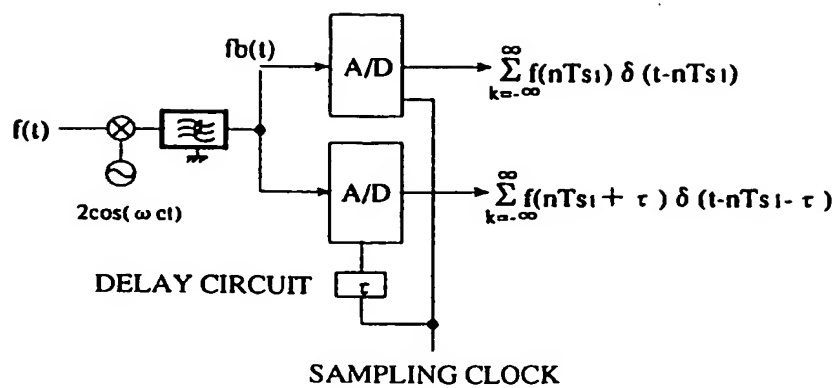 fb(t)
A/D
∞
Σ f(nTs1) δ (t-nTs1)
k=-∞
f(t)
2cos(ωct)
A/D
∞
Σ f(nTs1 + τ) δ (t-nTs1- τ)
k=-∞
DELAY CIRCUIT
τ
SAMPLING CLOCK